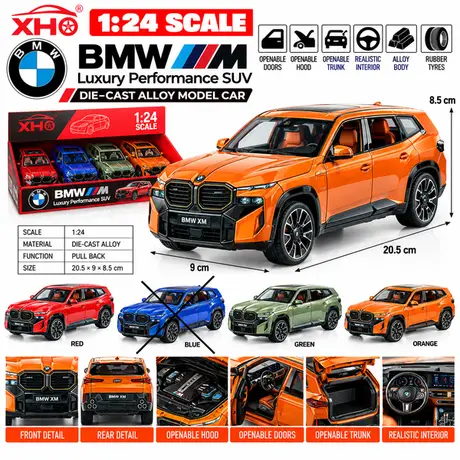 XHO ® 1:24 SCALE
BMW M
Luxury Performance SUV
DIE-CAST ALLOY MODEL CAR
OPENABLE DOORS
OPENABLE HOOD
OPENABLE TRUNK
REALISTIC INTERIOR
ALLOY BODY
RUBBER TYRES
XHO
1:24
SCALE
BMW M
Luxury Performance SUV
BMW XM
8.5 cm
9 cm
20.5 cm
SCALE 1:24
MATERIAL DIE-CAST ALLOY
FUNCTION PULL BACK
SIZE 20.5 × 9 × 8.5 cm
RED
BLUE
GREEN
ORANGE
FRONT DETAIL
REAR DETAIL
OPENABLE HOOD
OPENABLE DOORS
OPENABLE TRUNK
REALISTIC INTERIOR